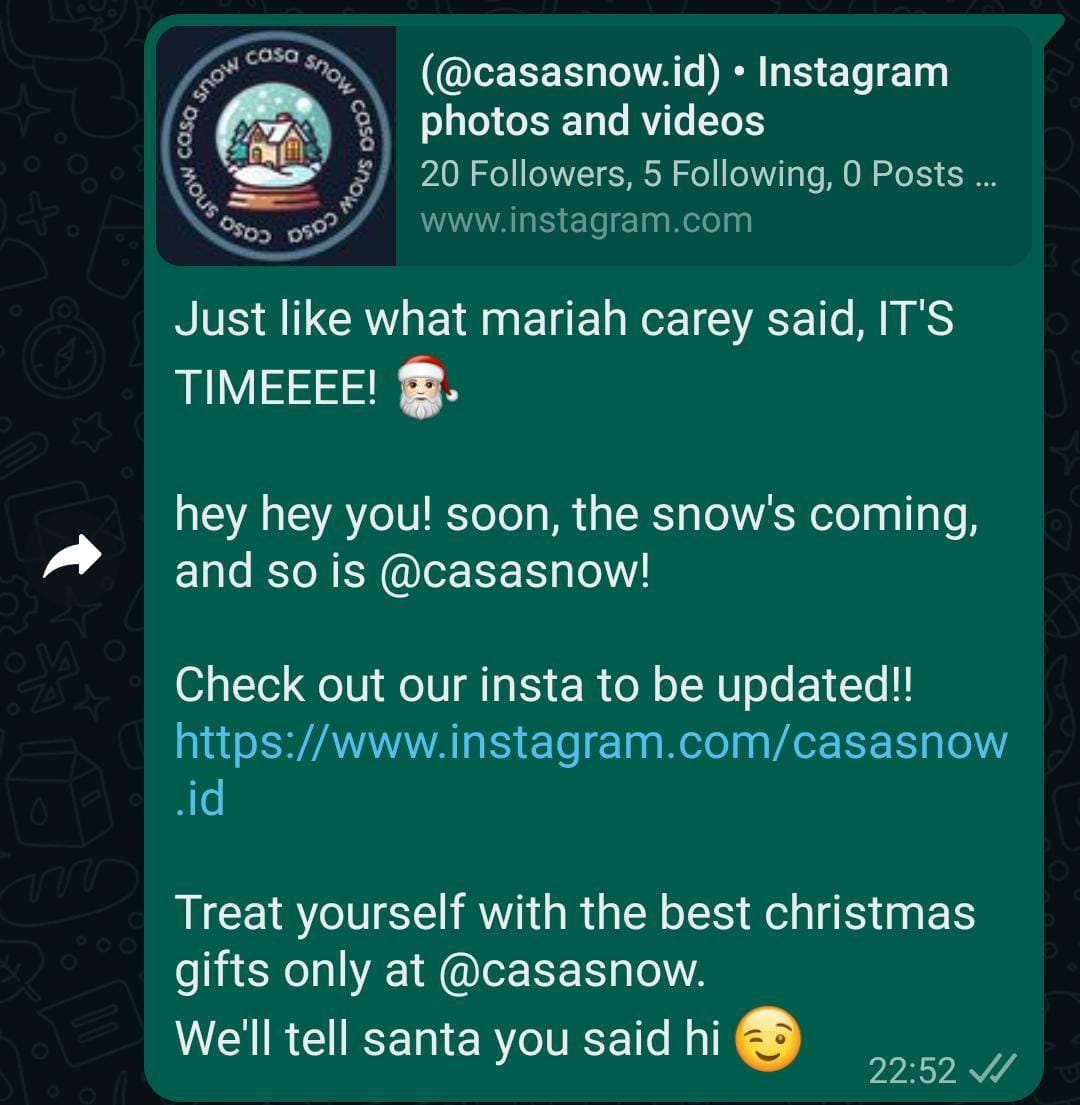 casa snow casa snow casa snow casa casa snow casa snow
(@casasnow.id) • Instagram
photos and videos
20 Followers, 5 Following, 0 Posts ...
www.instagram.com
Just like what mariah carey said, IT'S
TIMEEEE! 🎅🏻
hey hey you! soon, the snow's coming,
and so is @casasnow!
Check out our insta to be updated!!
https://www.instagram.com/casasnow
.id
Treat yourself with the best christmas
gifts only at @casasnow.
We'll tell santa you said hi 😉
22:52